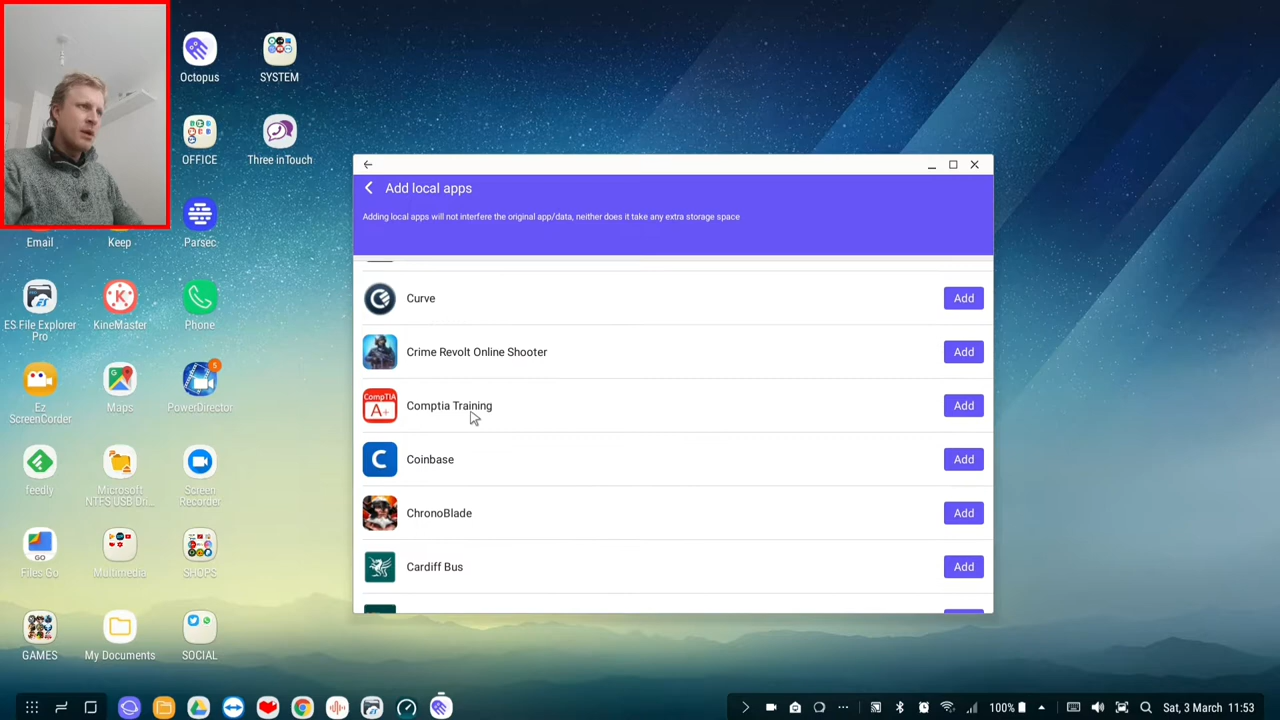 Octopus
SYSTEM
OFFICE
Three inTouch
Email
Keep
Parsec
ES File Explorer
Pro
KineMaster
Phone
Ez
ScreenCorder
Maps
5
PowerDirector
feedly
Microsoft
NTFS USB Dri...
Screen
Recorder
GO
Files Go
Multimedia
SHOPS
GAMES
My Documents
SOCIAL
Add local apps
Adding local apps will not interfere the original app/data, neither does it take any extra storage space
Curve
Add
Crime Revolt Online Shooter
Add
CompTIA
A+
Comptia Training
Add
C
Coinbase
Add
ChronoBlade
Add
Cardiff Bus
Add
100%
Sat, 3 March
11:53